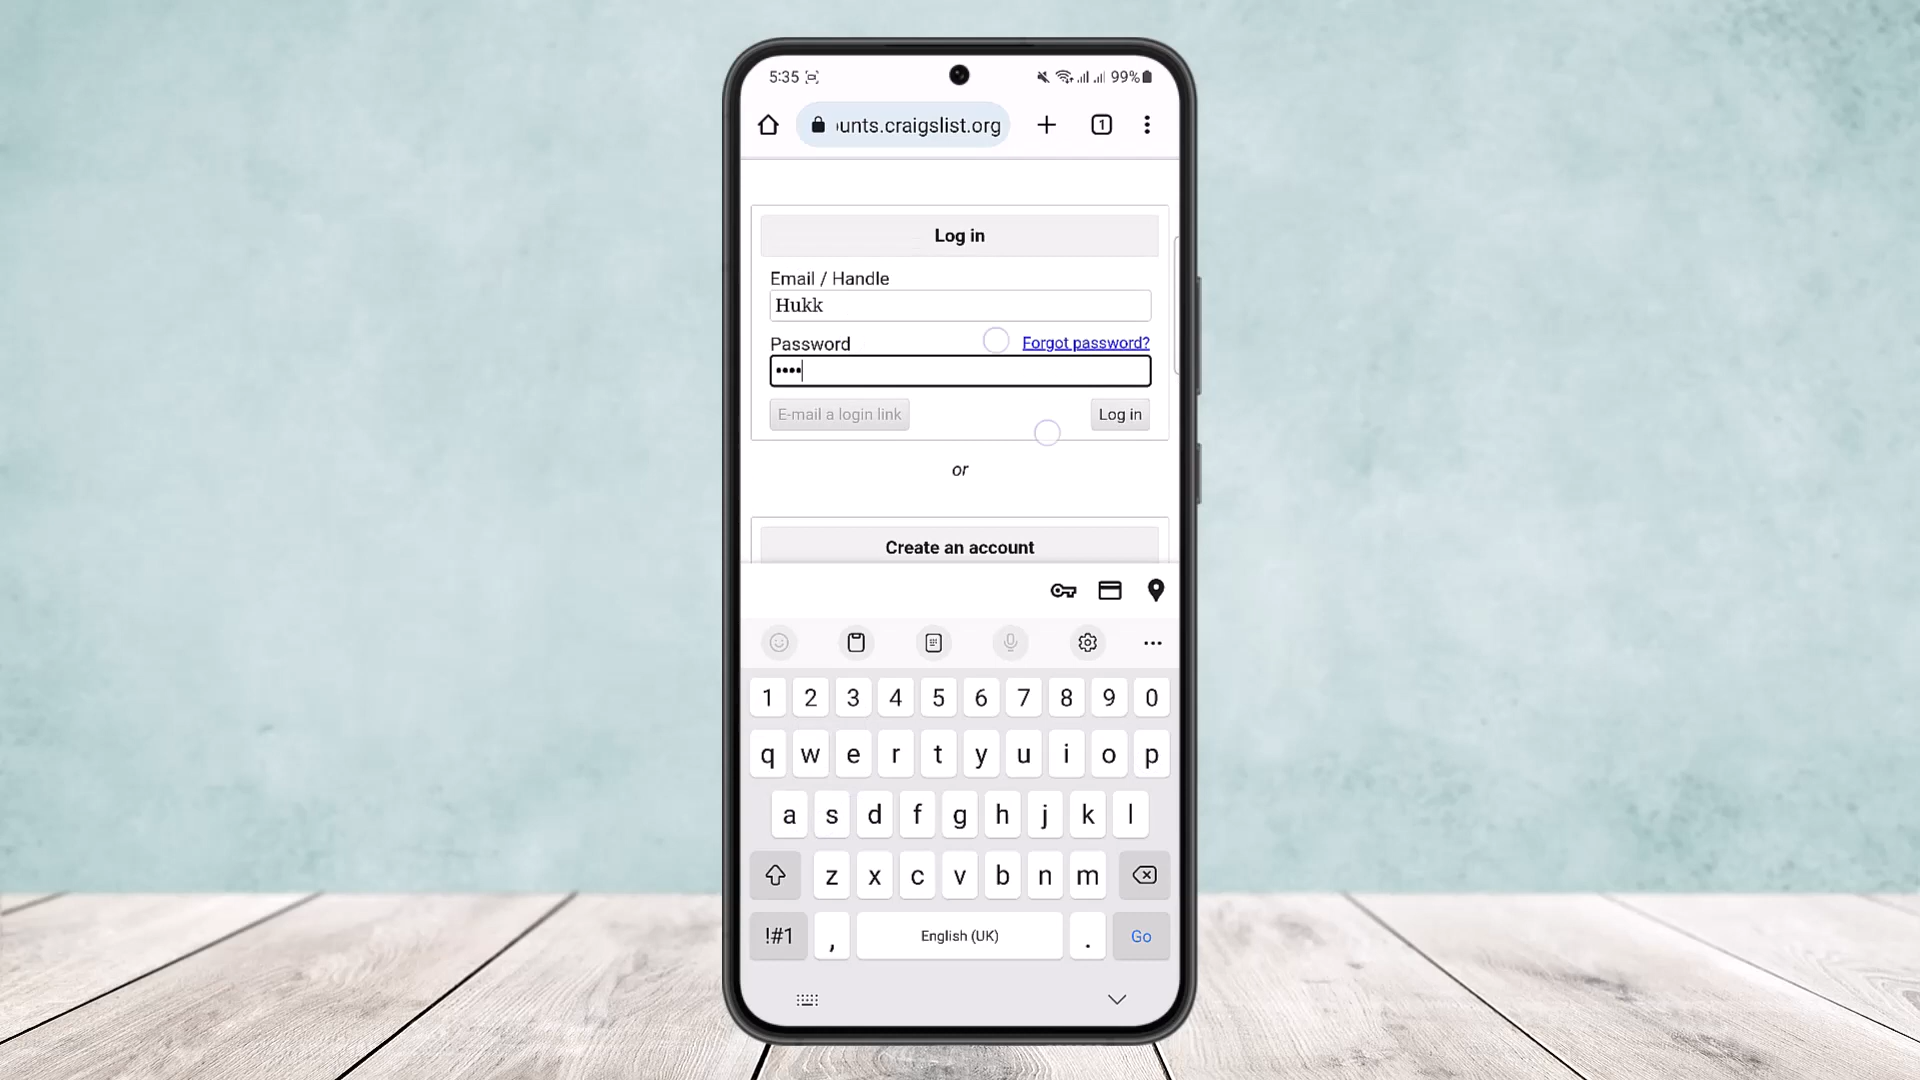 5:35 99%
unts.craigslist.org 1
Log in
Email / Handle
Hukk
Password Forgot password?
••••
E-mail a login link Log in
or
Create an account
1 2 3 4 5 6 7 8 9 0
q w e r t y u i o p
a s d f g h j k l
z x c v b n m
!#1 , English (UK) . Go